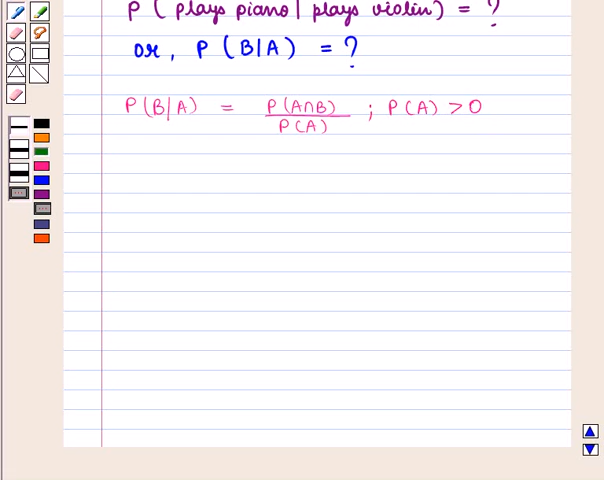 P ( plays piano | plays violin) = ?
or, P ( B|A ) = ?
P ( B | A ) = P (A∩B) / P (A) ; P (A) > 0